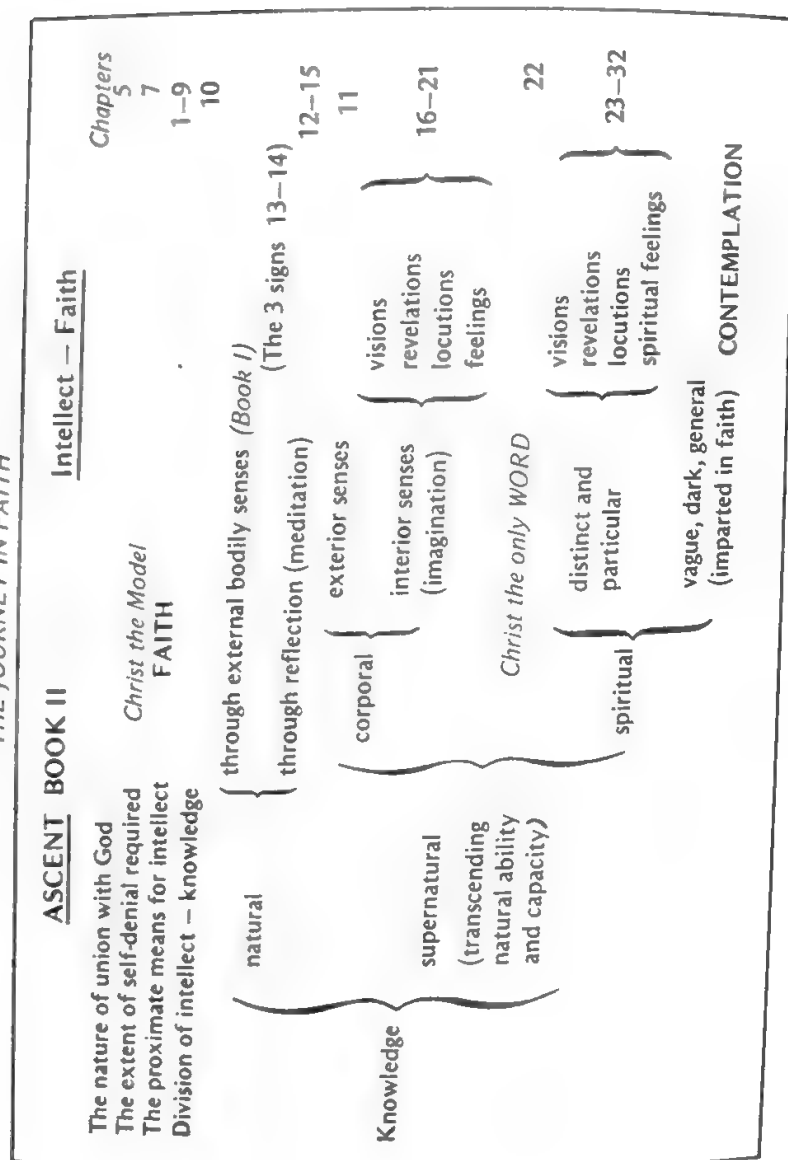 THE JOURNEY IN FAITH
ASCENT BOOK II
Intellect — Faith
Chapters
The nature of union with God 5
The extent of self-denial required Christ the Model 7
The proximate means for intellect FAITH 1–9
Division of intellect — knowledge 10
Knowledge
natural
through external bodily senses (Book I)
through reflection (meditation) (The 3 signs 13–14) 12–15
supernatural
(transcending
natural ability
and capacity)
corporal
exterior senses 11
interior senses
(imagination)
visions
revelations
locutions
feelings
16–21
Christ the only WORD 22
spiritual
distinct and
particular
visions
revelations
locutions
spiritual feelings
23–32
vague, dark, general
(imparted in faith)
CONTEMPLATION